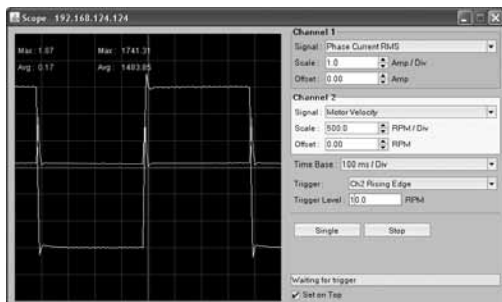 Scope 192.168.124.124
Max : 1.87 Max : 1741.31
Avg : 0.17 Avg : 1483.85
Channel 1
Signal : Phase Current RMS
Scale : 1.0 Amp / Div
Offset : 0.00 Amp
Channel 2
Signal : Motor Velocity
Scale : 500.0 RPM / Div
Offset : 0.00 RPM
Time Base : 100 ms / Div
Trigger : Ch2 Rising Edge
Trigger Level : 10.0 RPM
Single Stop
Waiting for trigger
Set on Top